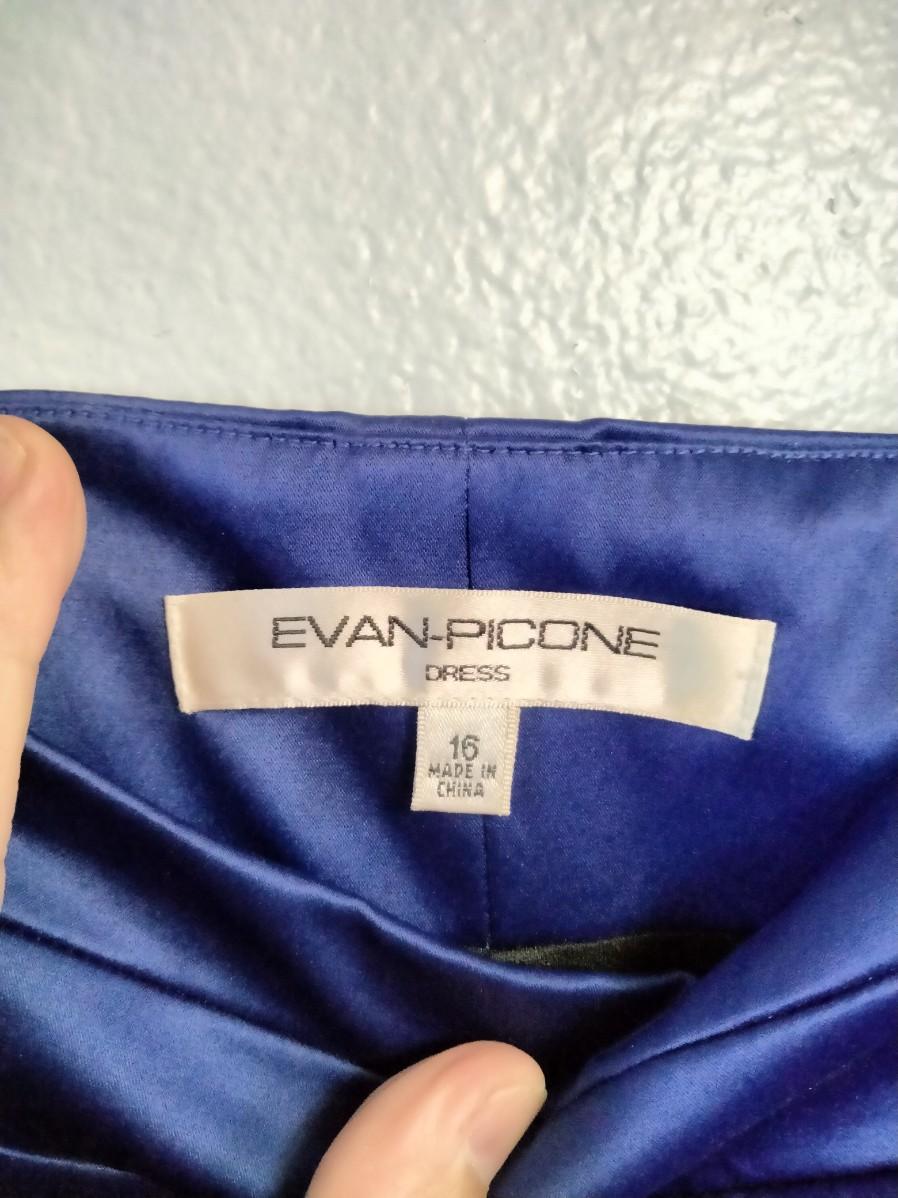 EVAN-PICONE
DRESS
16
MADE IN
CHINA